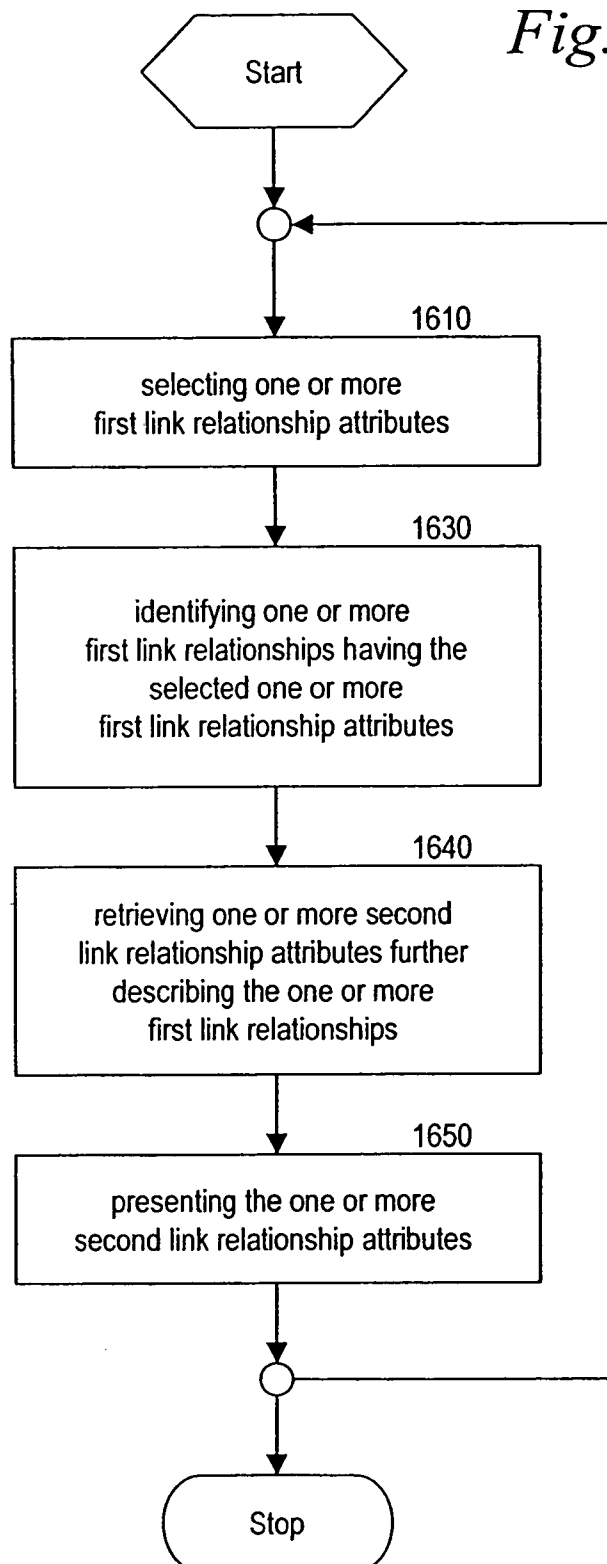 Fig.
Start
1610
selecting one or more
first link relationship attributes
1630
identifying one or more
first link relationships having the
selected one or more
first link relationship attributes
1640
retrieving one or more second
link relationship attributes further
describing the one or more
first link relationships
1650
presenting the one or more
second link relationship attributes
Stop